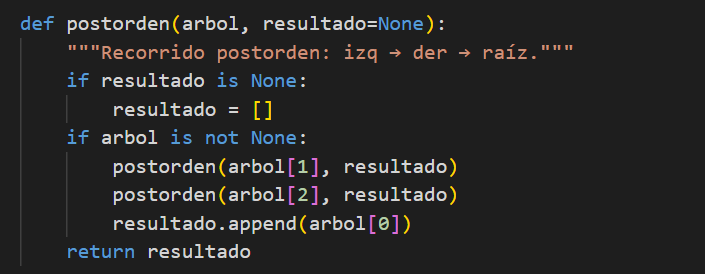 def postorden(arbol, resultado=None):
    """Recorrido postorden: izq → der → raíz."""
    if resultado is None:
        resultado = []
    if arbol is not None:
        postorden(arbol[1], resultado)
        postorden(arbol[2], resultado)
        resultado.append(arbol[0])
    return resultado